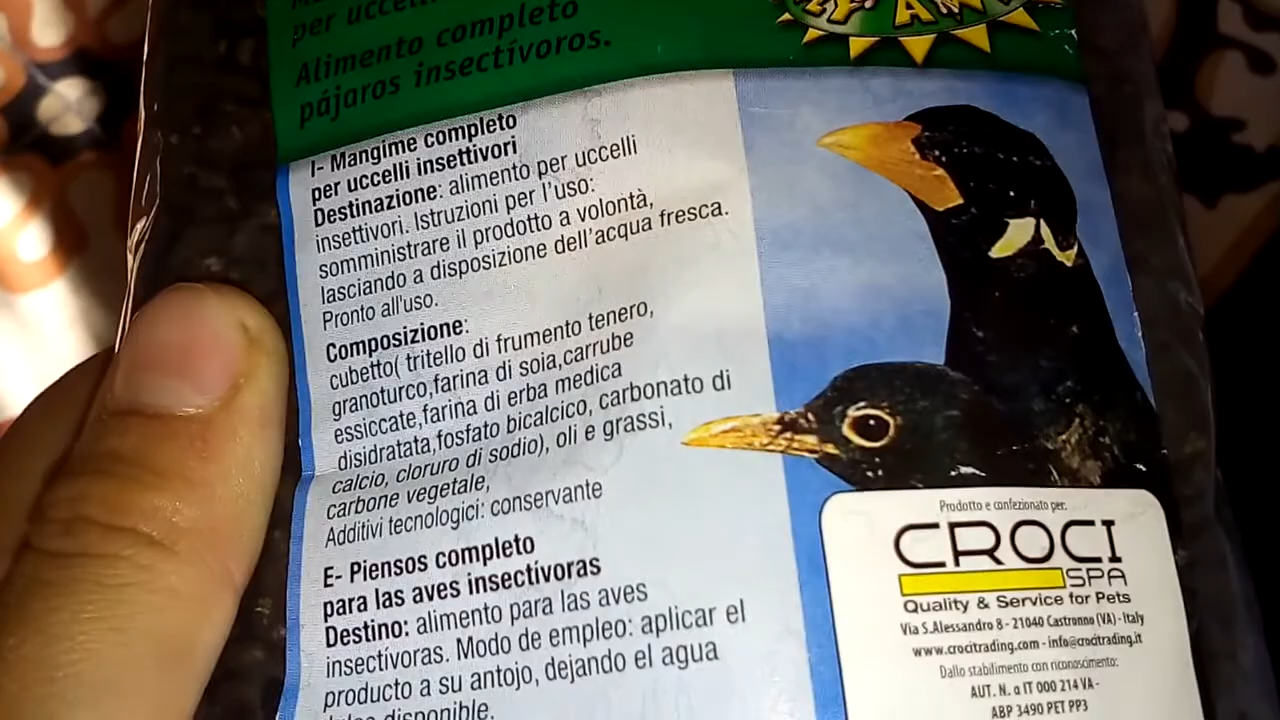 per uccelli
Alimento completo
pájaros insectívoros.
I- Mangime completo
per uccelli insettivori
Destinazione: alimento per uccelli
insettivori. Istruzioni per l'uso:
somministrare il prodotto a volontà,
lasciando a disposizione dell'acqua fresca.
Pronto all'uso.
Composizione:
cubetto( tritello di frumento tenero,
granoturco,farina di soia,carrube
essiccate,farina di erba medica
disidratata,fosfato bicalcico, carbonato di
calcio, cloruro di sodio), oli e grassi,
carbone vegetale,
Additivi tecnologici: conservante
E- Piensos completo
para las aves insectívoras
Destino: alimento para las aves
insectívoras. Modo de empleo: aplicar el
producto a su antojo, dejando el agua
disponible.
Prodotto e confezionato per:
CROCI
SPA
Quality & Service for Pets
Via S.Alessandro 8 - 21040 Castronno (VA) - Italy
www.crocitrading.com - info@crocitrading.it
Dallo stabilimento con riconoscimento:
AUT. N. α IT 000 214 VA -
ABP 3490 PET PP3